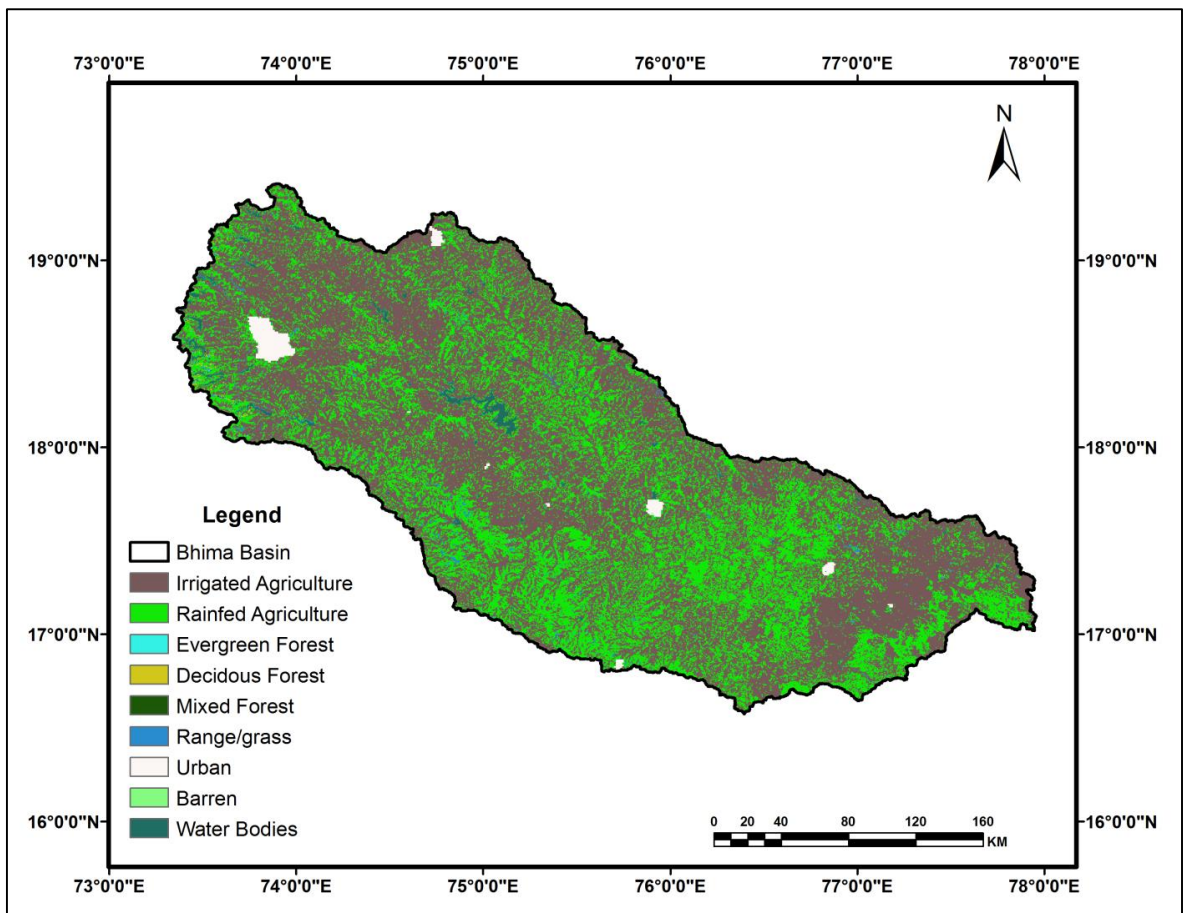 73°0'0"E 74°0'0"E 75°0'0"E 76°0'0"E 77°0'0"E 78°0'0"E
N
19°0'0"N 19°0'0"N
18°0'0"N 18°0'0"N
17°0'0"N 17°0'0"N
16°0'0"N 16°0'0"N
Legend
Bhima Basin
Irrigated Agriculture
Rainfed Agriculture
Evergreen Forest
Decidous Forest
Mixed Forest
Range/grass
Urban
Barren
Water Bodies
0 20 40 80 120 160
KM
73°0'0"E 74°0'0"E 75°0'0"E 76°0'0"E 77°0'0"E 78°0'0"E